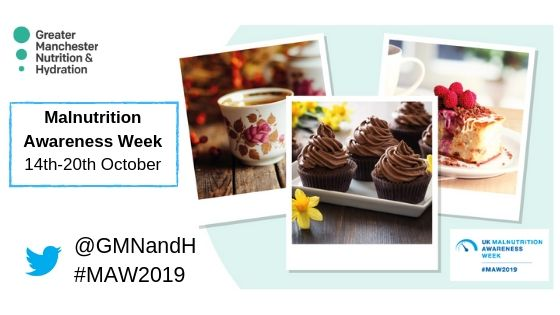 Greater
Manchester
Nutrition &
Hydration
Malnutrition
Awareness Week
14th-20th October
@GMNandH
#MAW2019
UK MALNUTRITION
AWARENESS
WEEK
#MAW2019